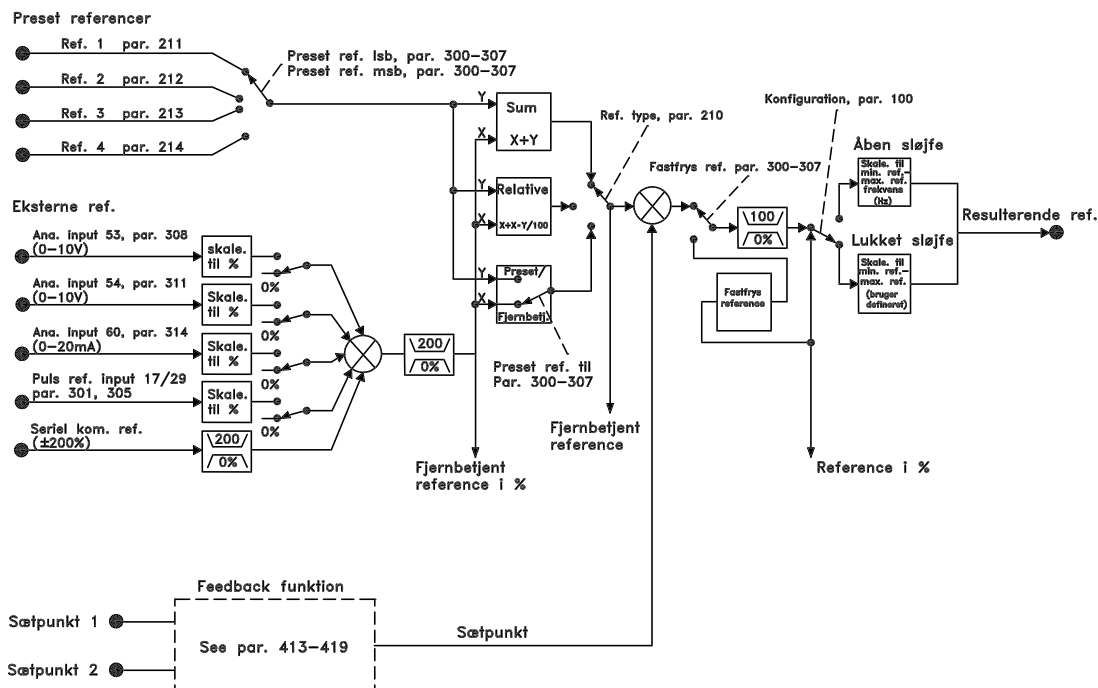 Preset referencer
Ref. 1 par. 211
Ref. 2 par. 212
Ref. 3 par. 213
Ref. 4 par. 214
Preset ref. lsb, par. 300-307
Preset ref. msb, par. 300-307
Y
Sum
X
X+Y
Y
Relative
X
X+X-Y/100
Y
Preset/
X
Fjernbetj.
Ref. type, par. 210
Preset ref. til
Par. 300-307
Eksterne ref.
Ana. input 53, par. 308
(0-10V)
skale.
til %
0%
Ana. input 54, par. 311
(0-10V)
Skale.
til %
0%
Ana. input 60, par. 314
(0-20mA)
Skale.
til %
0%
Puls ref. input 17/29
par. 301, 305
Skale.
til %
0%
Seriel kom. ref.
(±200%)
200
0%
200
0%
Fjernbetjent
reference i %
Fjernbetjent
reference
Fastfrys ref. par. 300-307
100
0%
Fastfrys
reference
Konfiguration, par. 100
Reference i %
Åben sløjfe
Skale. til
min. ref.-
max. ref.
frekvens
(Hz)
Lukket sløjfe
Skale. til
min. ref.-
max. ref.
(bruger
defineret)
Resulterende ref.
Feedback funktion
Sætpunkt 1
See par. 413-419
Sætpunkt
Sætpunkt 2